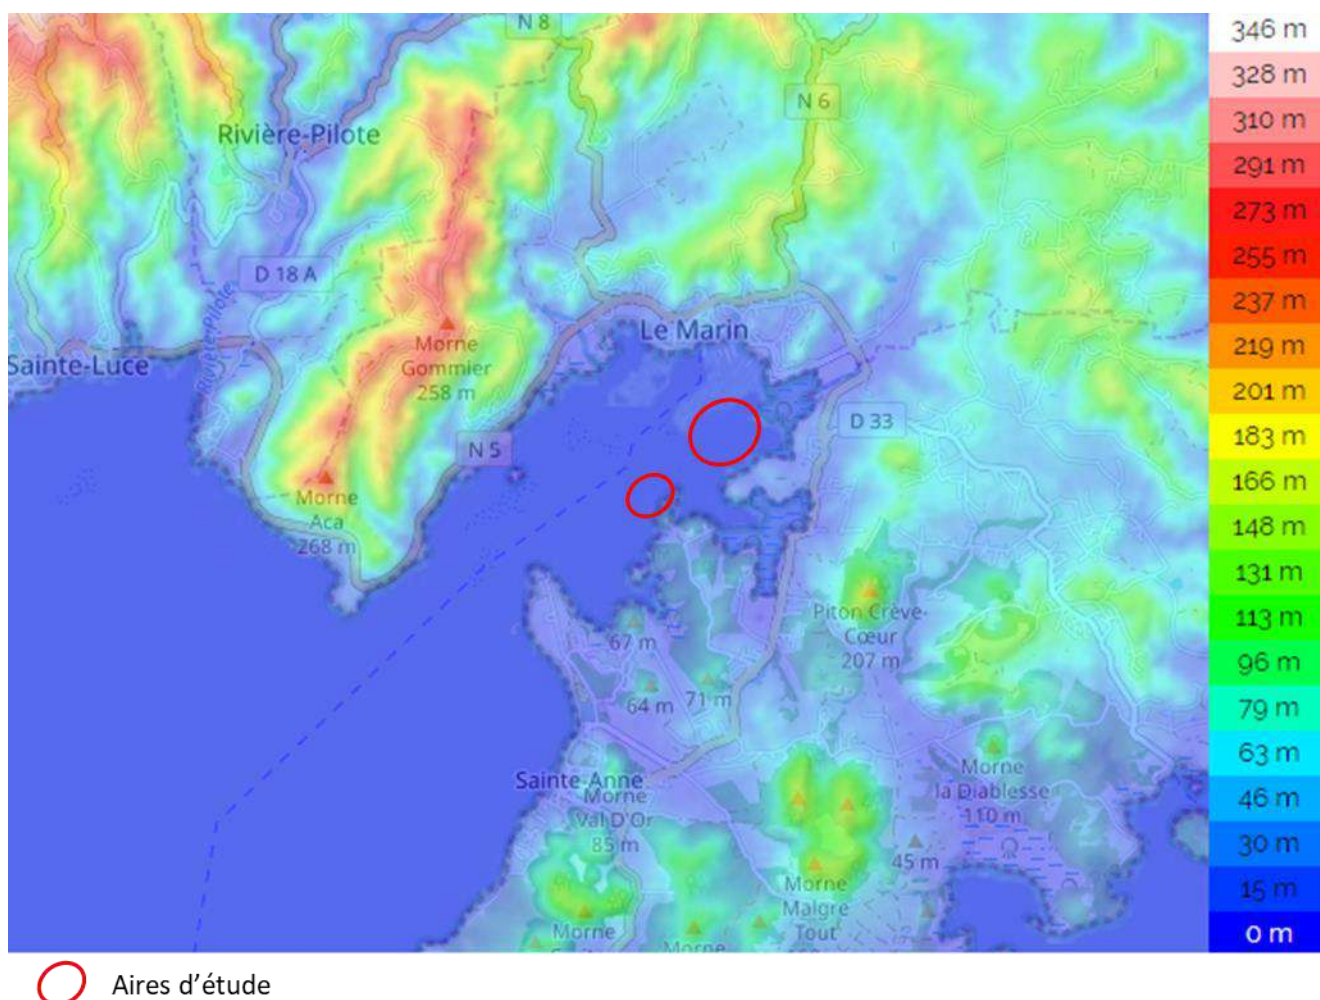 N 8
346 m
328 m
N 6
310 m
Rivière-Pilote
291 m
273 m
255 m
D 18 A
237 m
Rivière-Pilote
Le Marin
219 m
Morne
Gommier
258 m
Sainte-Luce
201 m
D 33
183 m
N 5
166 m
Morne
Aca
268 m
148 m
131 m
Piton Crève-
Cœur
207 m
113 m
67 m
96 m
64 m
71 m
79 m
63 m
Sainte-Anne
Morne
Val D'Or
85 m
Morne
la Diablesse
110 m
46 m
30 m
45 m
Morne
Malgré
Tout
15 m
Morne
Morne
0 m
Aires d'étude